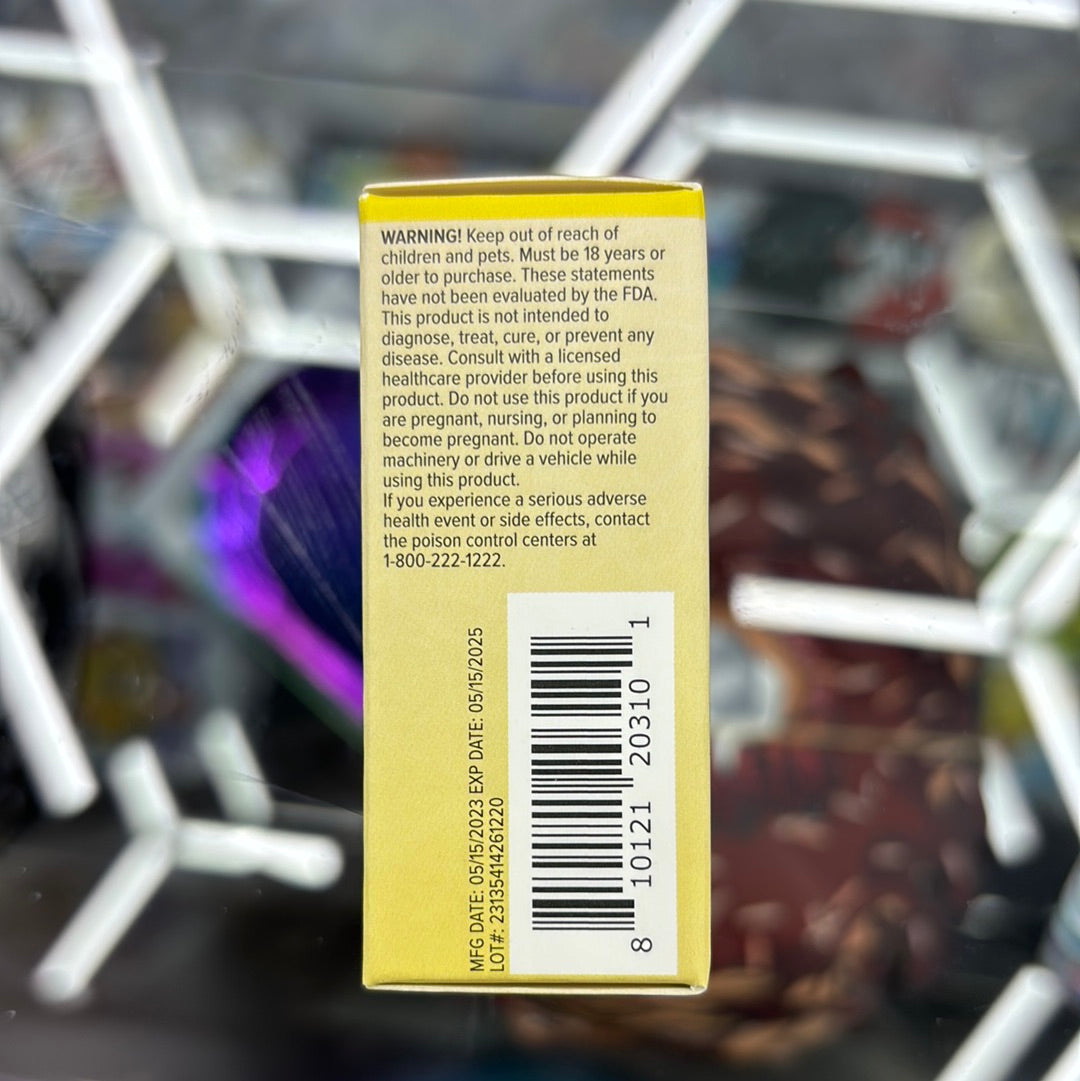 WARNING! Keep out of reach of
children and pets. Must be 18 years or
older to purchase. These statements
have not been evaluated by the FDA.
This product is not intended to
diagnose, treat, cure, or prevent any
disease. Consult with a licensed
healthcare provider before using this
product. Do not use this product if you
are pregnant, nursing, or planning to
become pregnant. Do not operate
machinery or drive a vehicle while
using this product.
If you experience a serious adverse
health event or side effects, contact
the poison control centers at
1-800-222-1222.
MFG DATE: 05/15/2023 EXP DATE: 05/15/2025
LOT#: 23135414261220
8 10121 20310 1